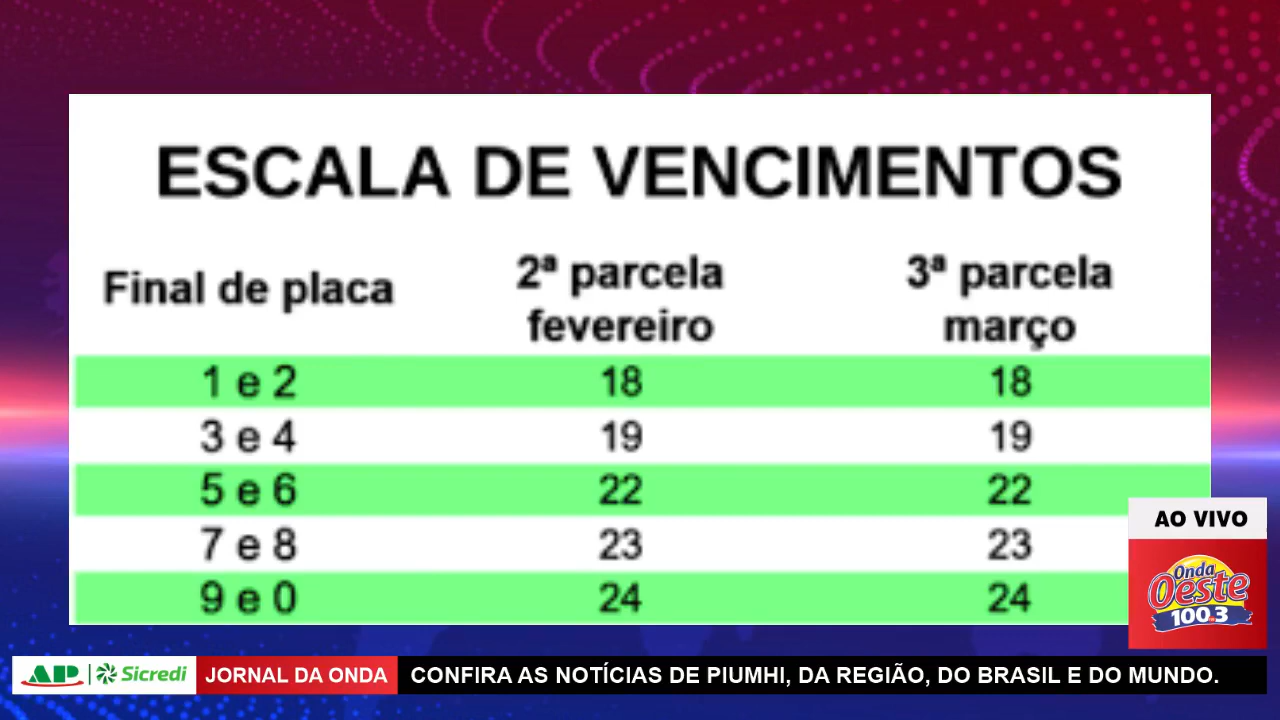 ESCALA DE VENCIMENTOS
Final de placa
2ª parcela
fevereiro
3ª parcela
março
1 e 2 18 18
3 e 4 19 19
5 e 6 22 22
7 e 8 23 23
9 e 0 24 24
AO VIVO
Onda
Oeste
100.3
AP Sicredi JORNAL DA ONDA CONFIRA AS NOTÍCIAS DE PIUMHI, DA REGIÃO, DO BRASIL E DO MUNDO.